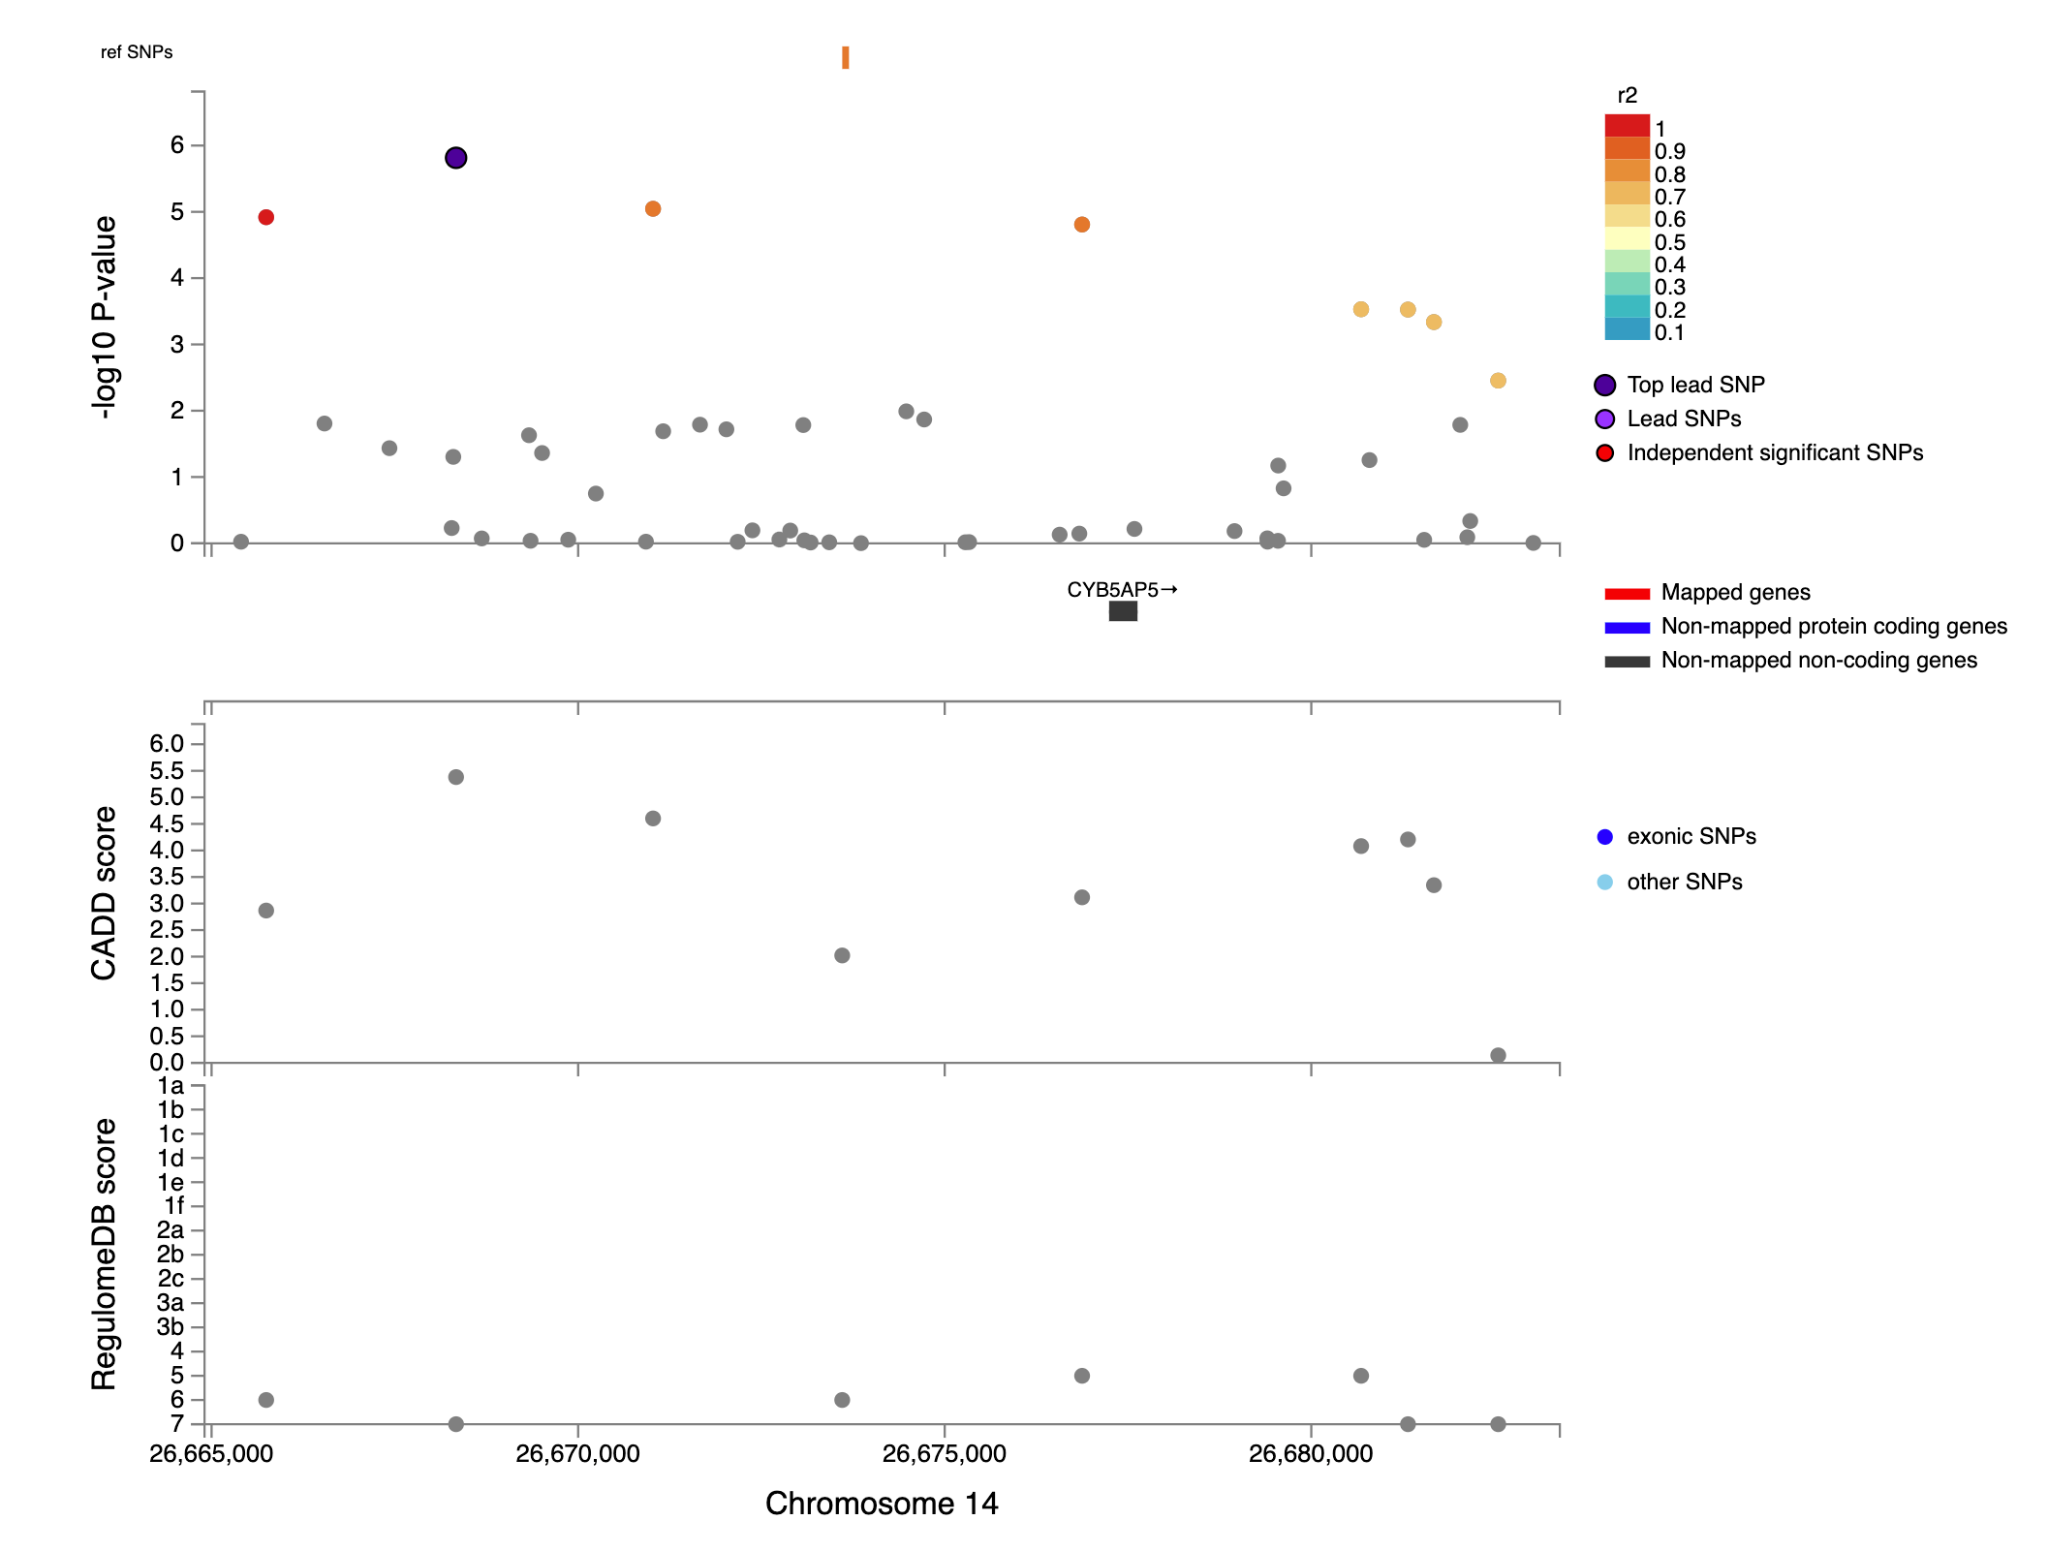 ref SNPs
-log10 P-value
6
5
4
3
2
1
0
r2
1
0.9
0.8
0.7
0.6
0.5
0.4
0.3
0.2
0.1
Top lead SNP
Lead SNPs
Independent significant SNPs
CYB5AP5→
Mapped genes
Non-mapped protein coding genes
Non-mapped non-coding genes
CADD score
6.0
5.5
5.0
4.5
4.0
3.5
3.0
2.5
2.0
1.5
1.0
0.5
0.0
exonic SNPs
other SNPs
RegulomeDB score
1a
1b
1c
1d
1e
1f
2a
2b
2c
3a
3b
4
5
6
7
26,665,000 26,670,000 26,675,000 26,680,000
Chromosome 14